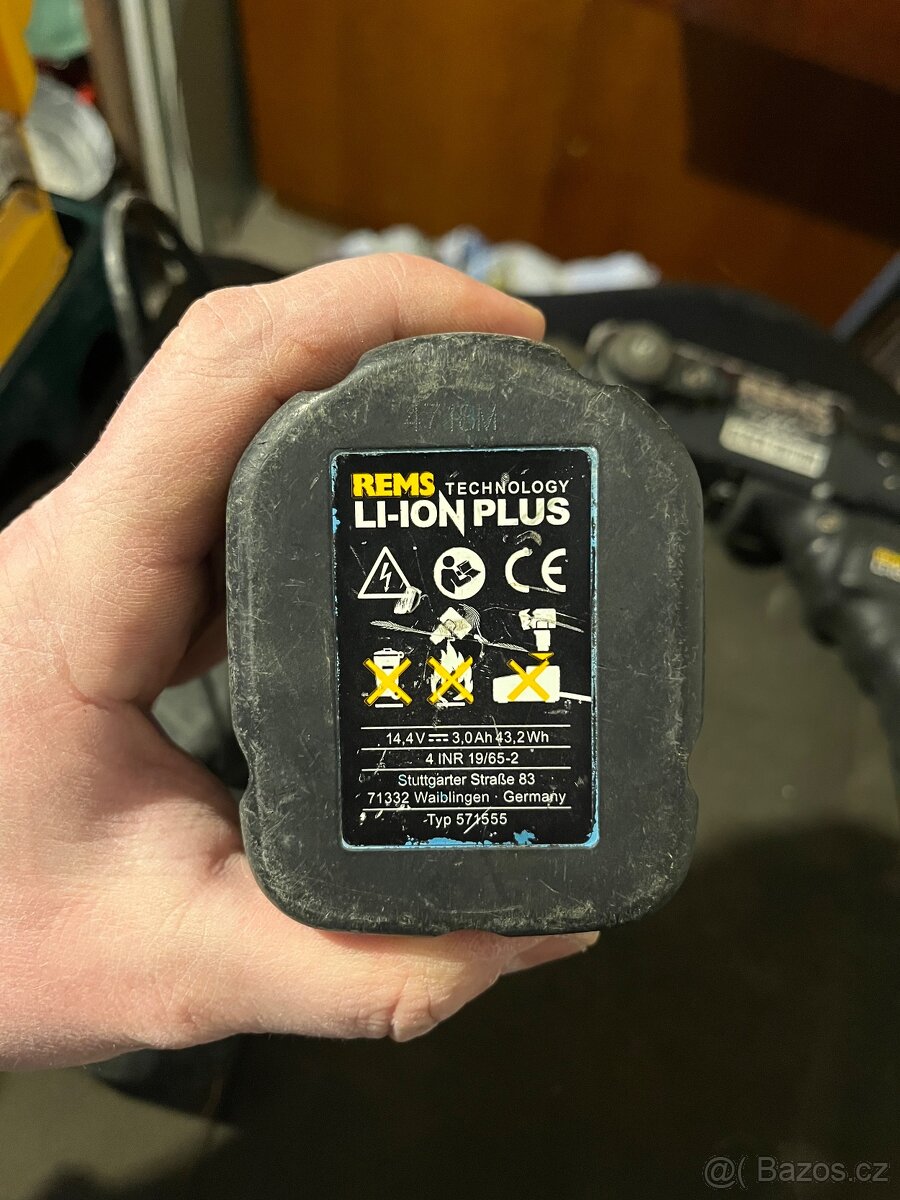 4718M
REMS TECHNOLOGY
LI-ION PLUS
CE
14,4V 3,0Ah 43,2Wh
4 INR 19/65-2
Stuttgarter Straße 83
71332 Waiblingen · Germany
Typ 571555
@( Bazos.cz